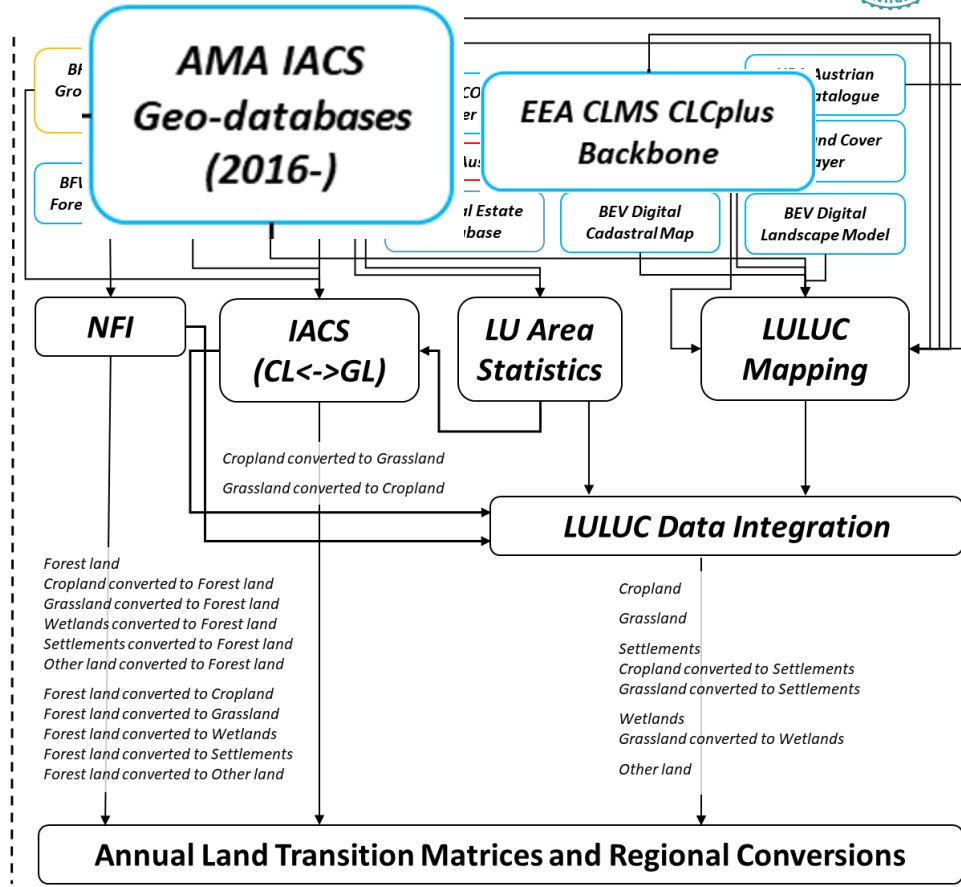 AMA IACS
Geo-databases
(2016-)
EEA CLMS CLCplus
Backbone
Austrian
BEV Digital
Cadastral Map
BEV Digital
Landscape Model
NFI
IACS
(CL<->GL)
LU Area
Statistics
LULUC
Mapping
Cropland converted to Grassland
Grassland converted to Cropland
LULUC Data Integration
Forest land
Cropland converted to Forest land
Grassland converted to Forest land
Wetlands converted to Forest land
Settlements converted to Forest land
Other land converted to Forest land
Forest land converted to Cropland
Forest land converted to Grassland
Forest land converted to Wetlands
Forest land converted to Settlements
Forest land converted to Other land
Cropland
Grassland
Settlements
Cropland converted to Settlements
Grassland converted to Settlements
Wetlands
Grassland converted to Wetlands
Other land
Annual Land Transition Matrices and Regional Conversions